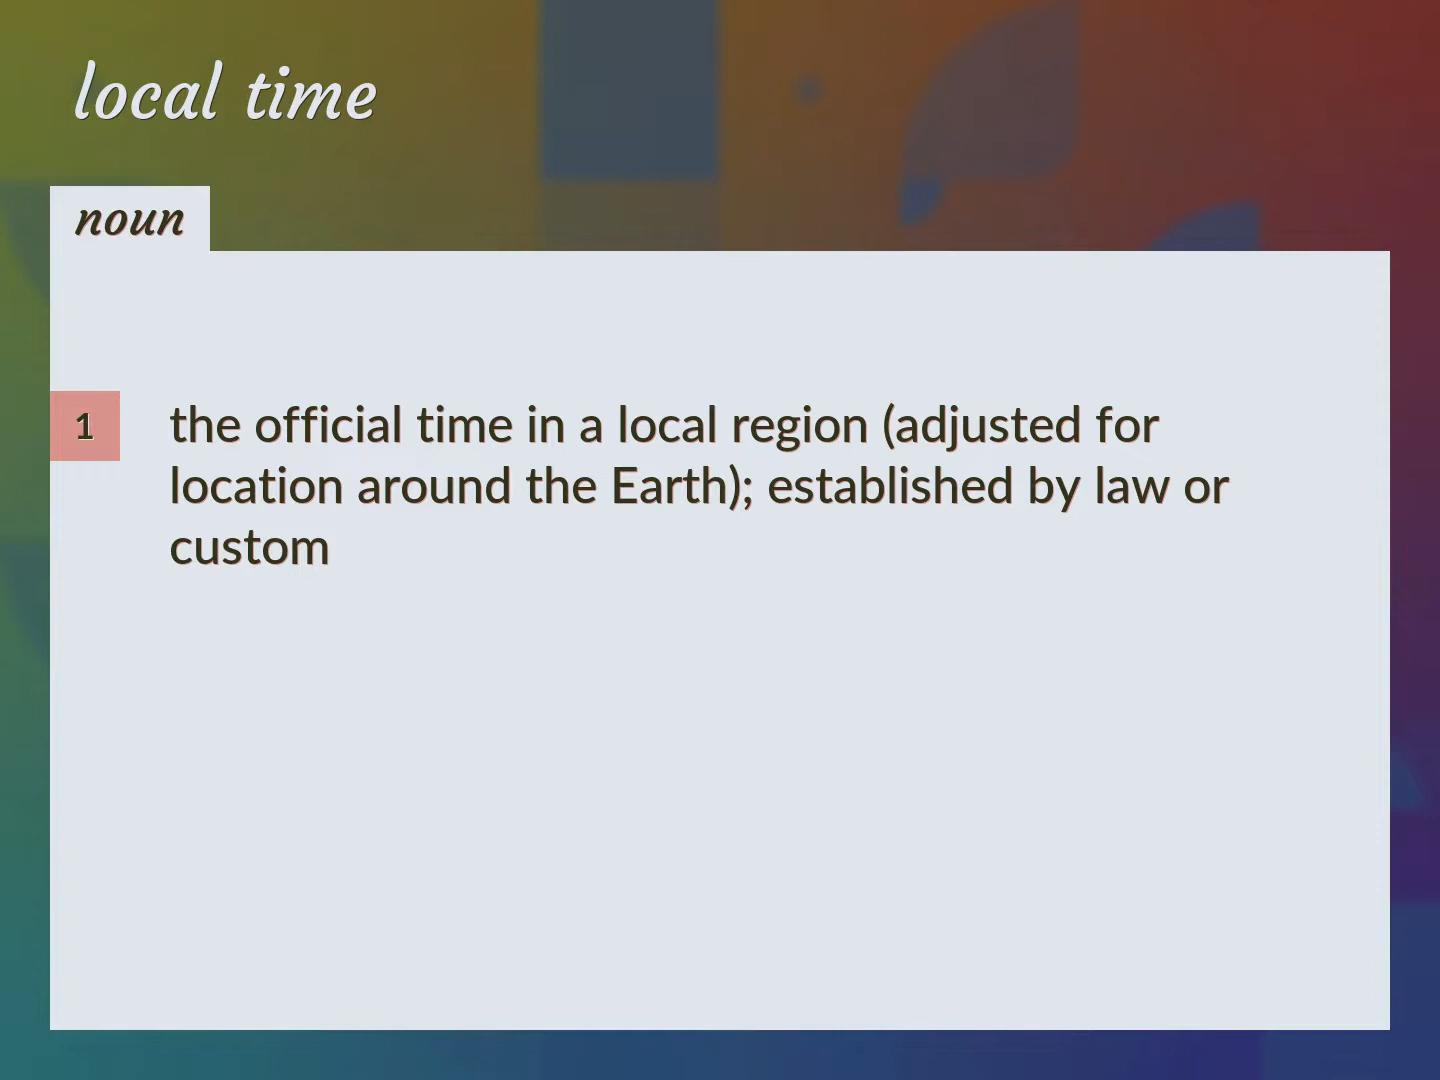 local time
noun
1
the official time in a local region (adjusted for
location around the Earth); established by law or
custom